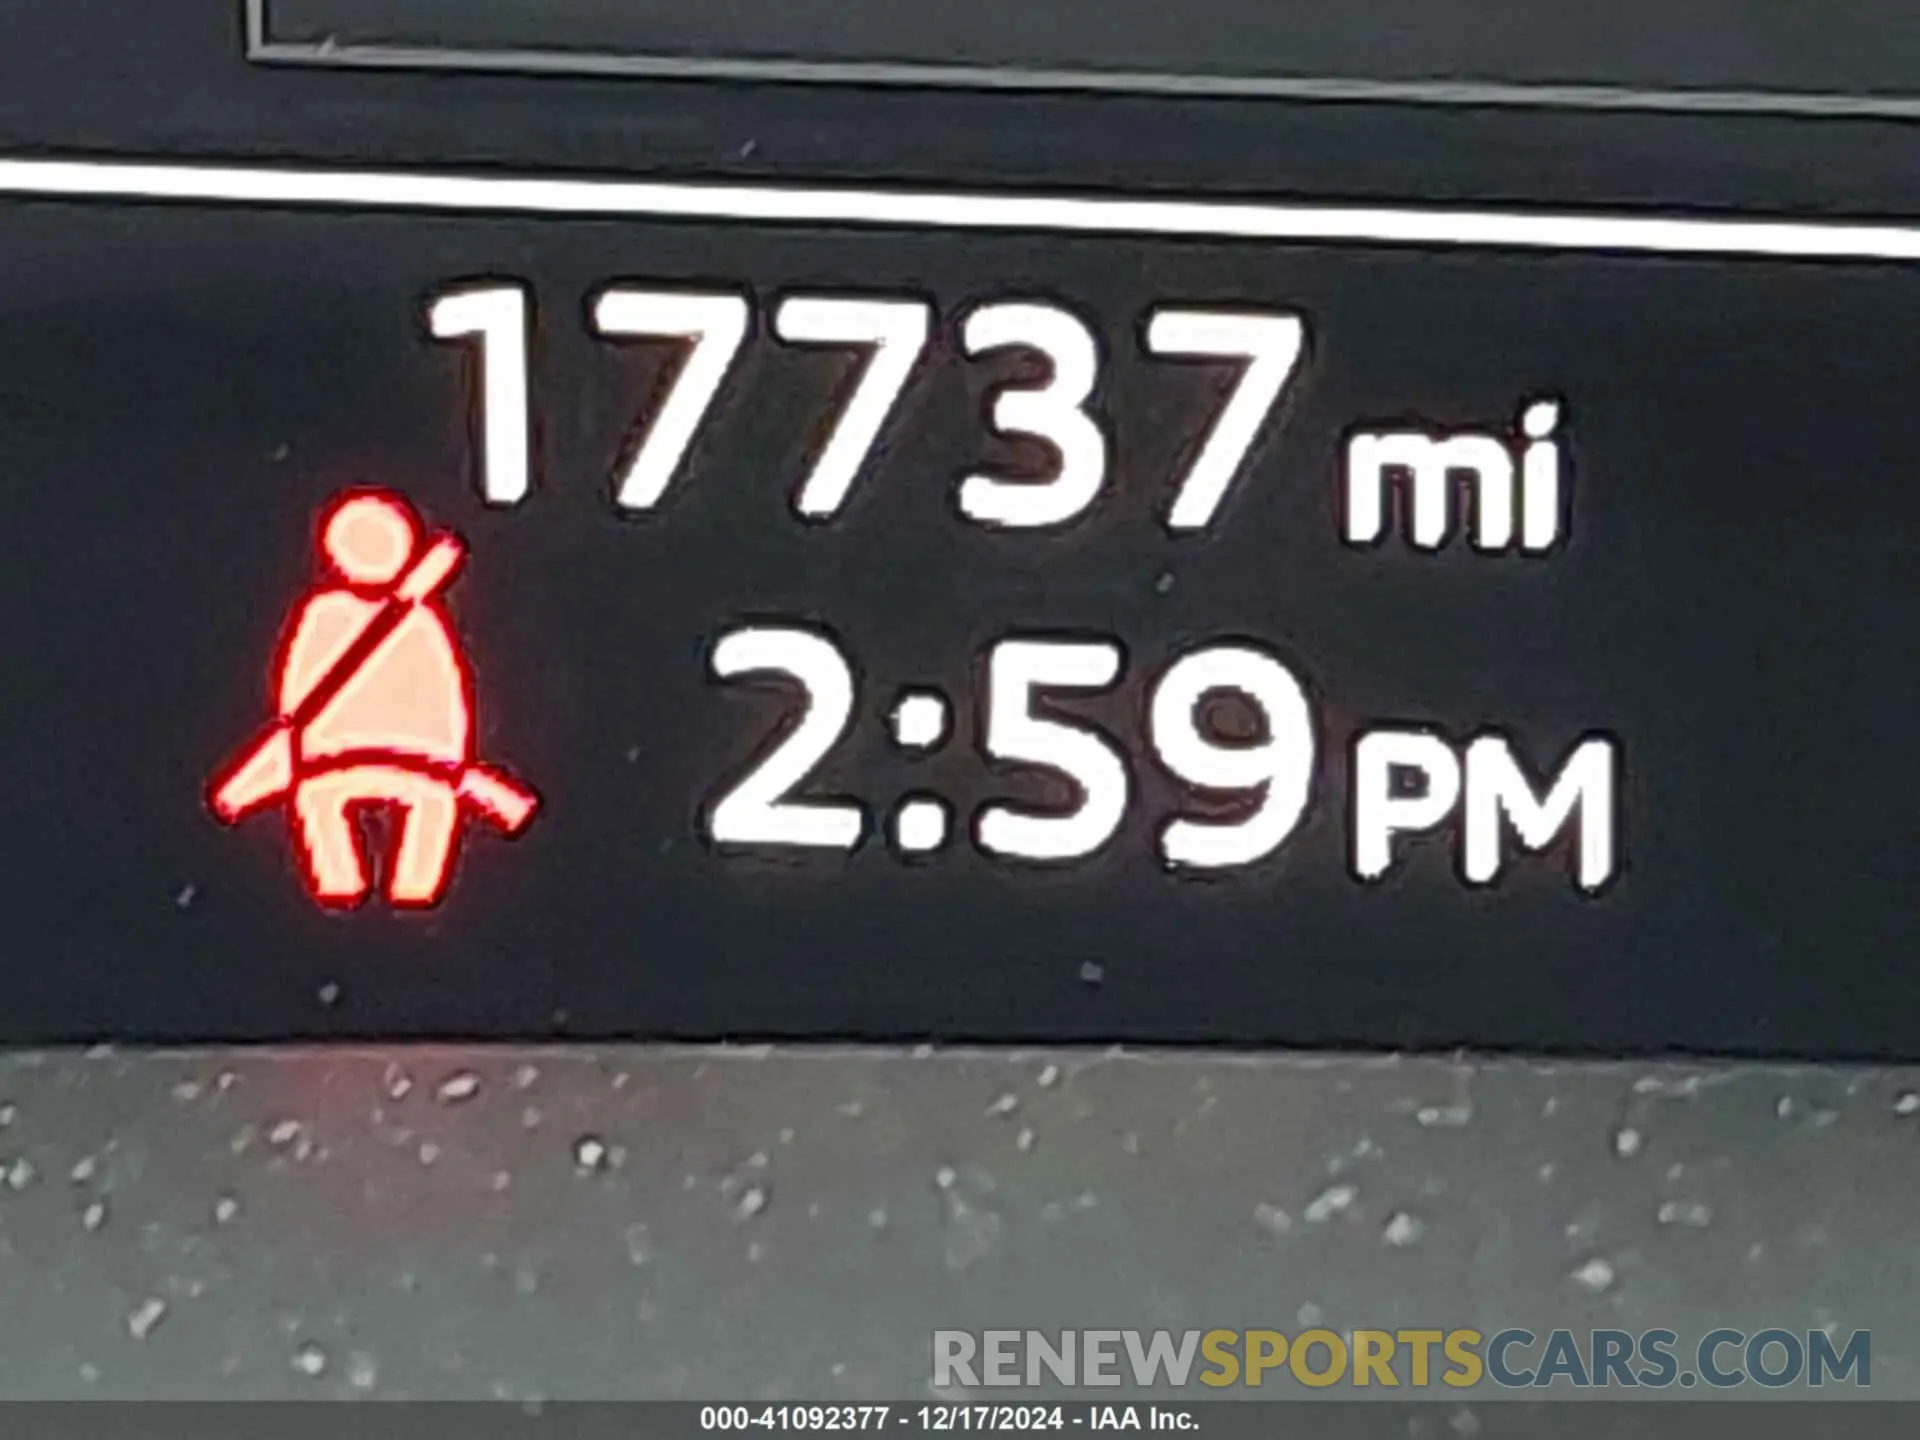 17737 mi
2:59 PM
RENEWSPORTSCARS.COM
000-41092377 - 12/17/2024 - IAA Inc.